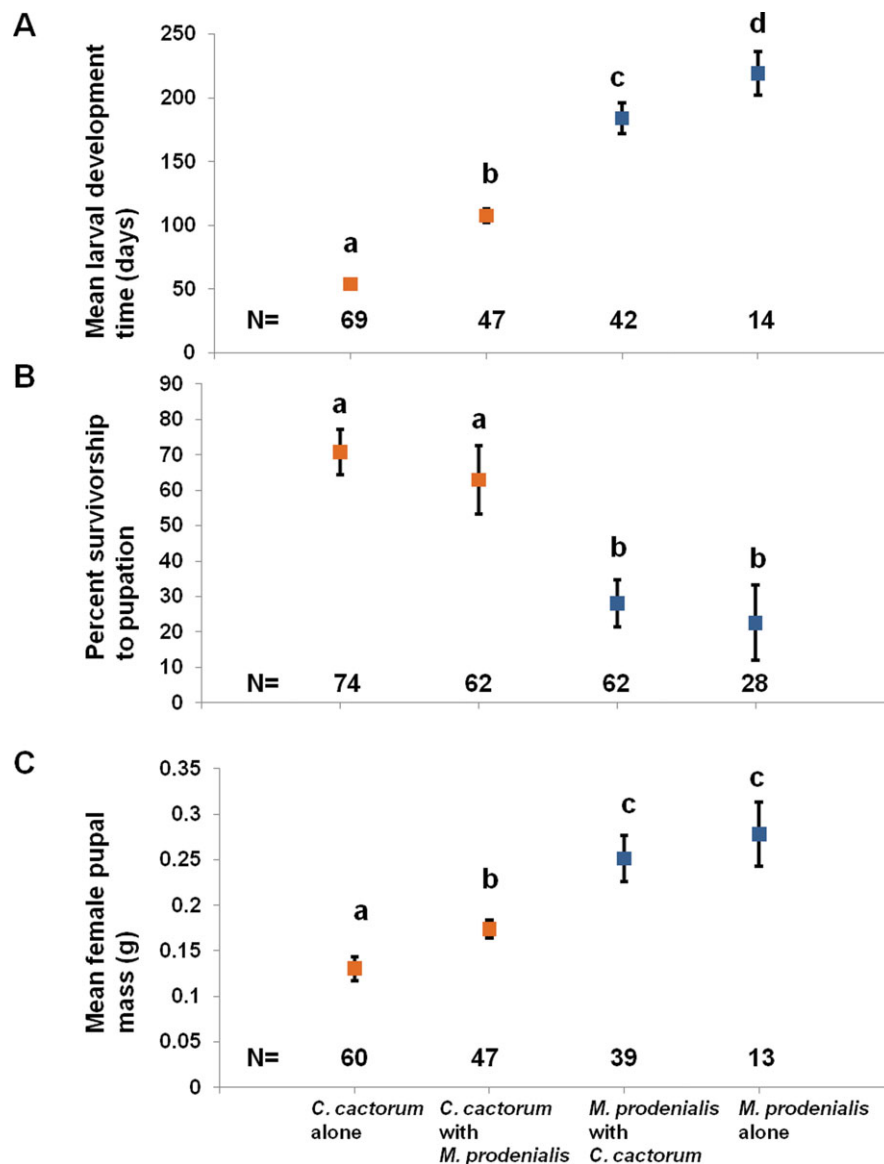 A
Mean larval development
time (days)
250
200
150
100
50
0
a
b
c
d
N= 69 47 42 14
B
Percent survivorship
to pupation
90
80
70
60
50
40
30
20
10
0
a
a
b
b
N= 74 62 62 28
C
Mean female pupal
mass (g)
0.35
0.3
0.25
0.2
0.15
0.1
0.05
0
a
b
c
c
N= 60 47 39 13
C. cactorum
alone
C. cactorum
with
M. prodenialis
M. prodenialis
with
C. cactorum
M. prodenialis
alone